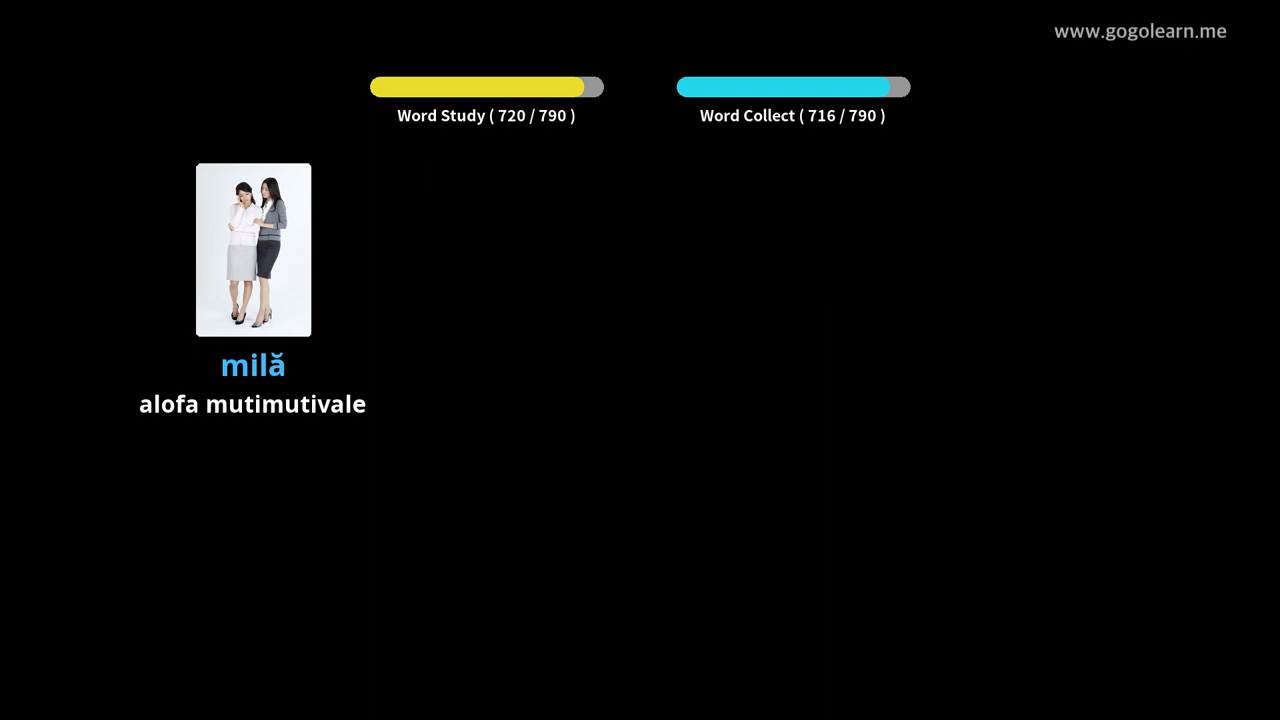 www.gogolearn.me
Word Study ( 720 / 790 )
Word Collect ( 716 / 790 )
milă
alofa mutimutivale